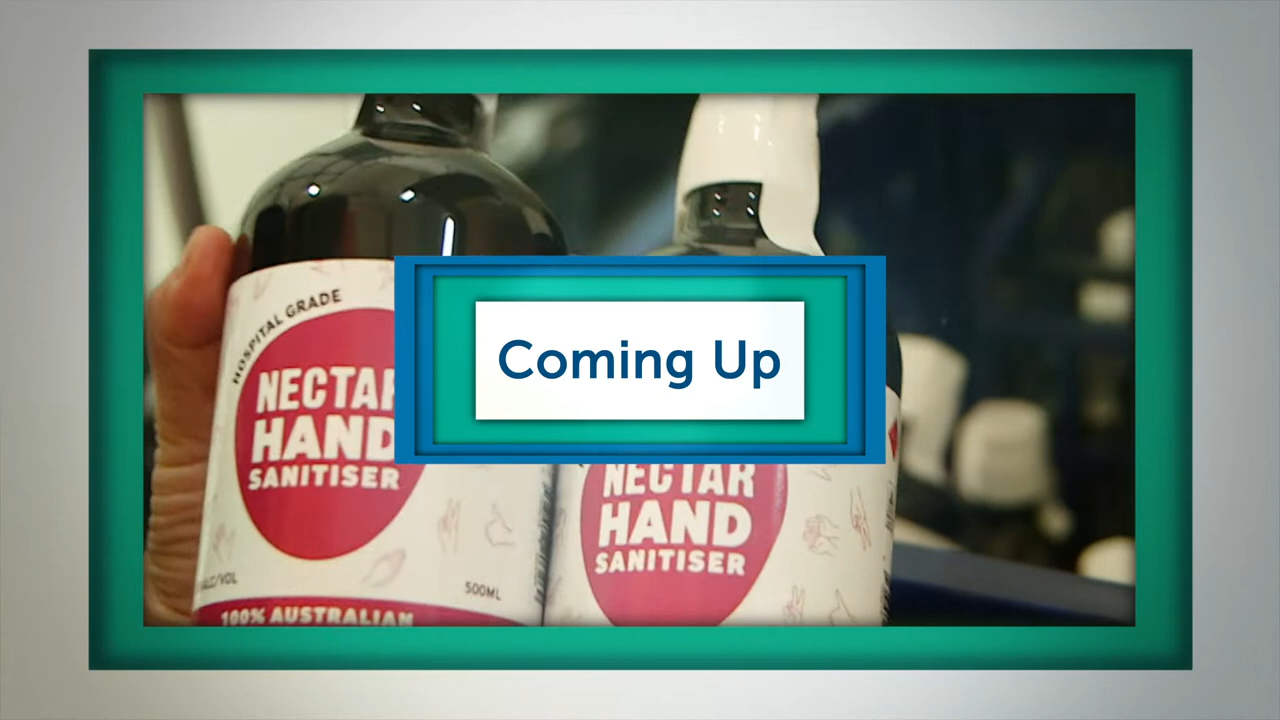 HOSPITAL GRADE
NECTAR
HAND
SANITISER
500ML
100% AUSTRALIAN
Coming Up
NECTAR
HAND
SANITISER